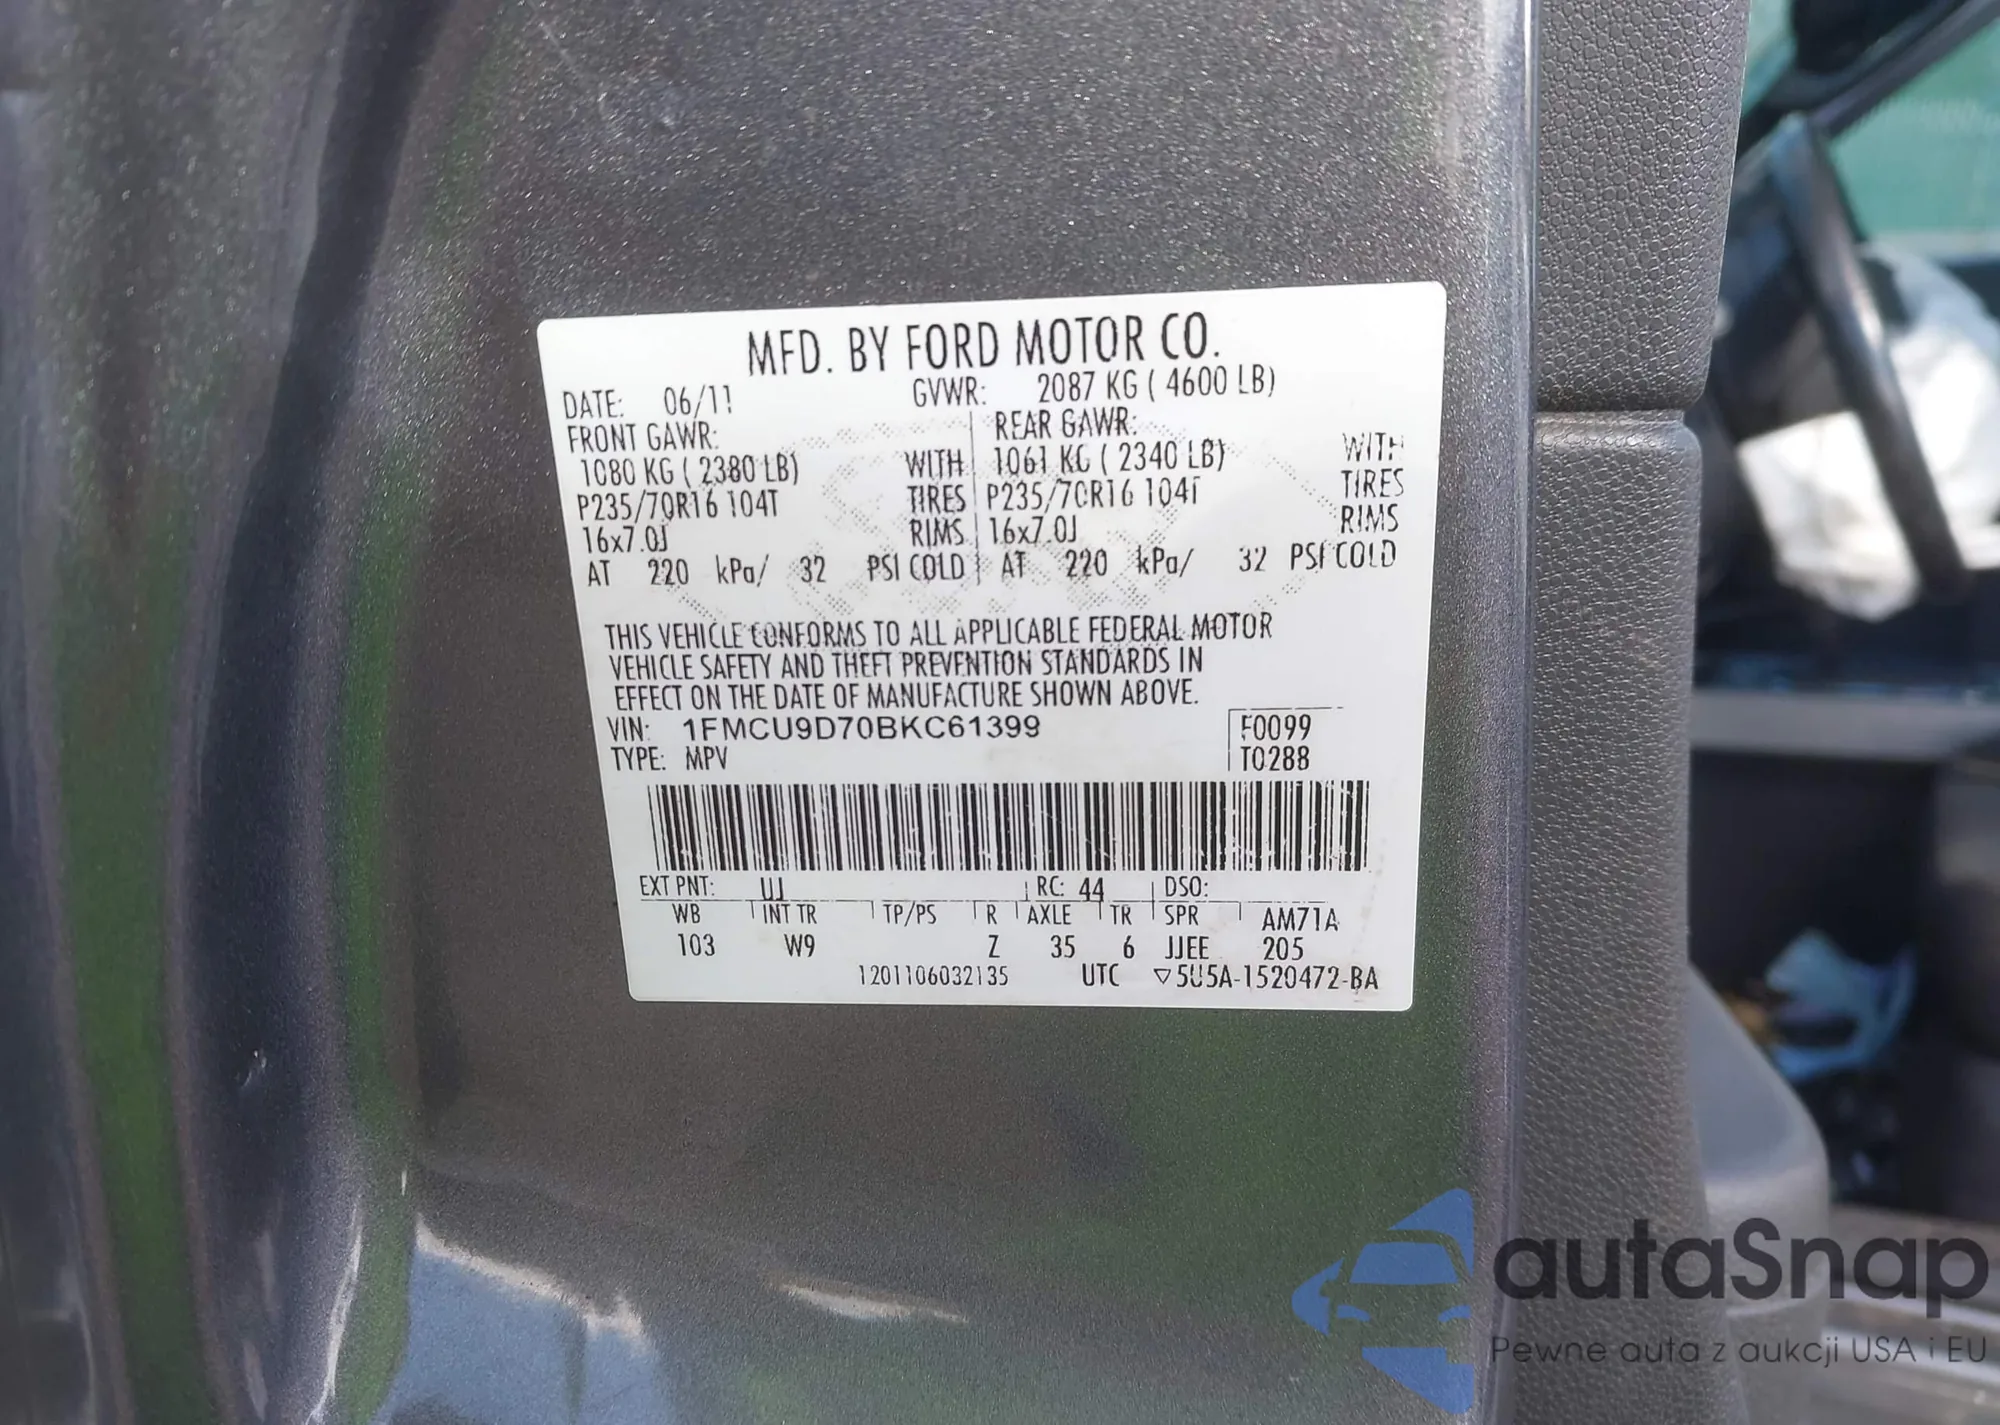 MFD. BY FORD MOTOR CO.
DATE: 06/11 GVWR: 2087 KG ( 4600 LB)
FRONT GAWR: REAR GAWR:
1080 KG ( 2380 LB) WITH 1061 KG ( 2340 LB) WITH
P235/70R16 104T TIRES P235/70R16 104T TIRES
16x7.0J RIMS 16x7.0J RIMS
AT 220 kPa/ 32 PSI COLD AT 220 kPa/ 32 PSI COLD
THIS VEHICLE CONFORMS TO ALL APPLICABLE FEDERAL MOTOR
VEHICLE SAFETY AND THEFT PREVENTION STANDARDS IN
EFFECT ON THE DATE OF MANUFACTURE SHOWN ABOVE.
VIN: 1FMCU9D70BKC61399 F0099
TYPE: MPV T0288
EXT PNT: UJ RC: 44 DSO:
WB INT TR TP/PS R AXLE TR SPR AM71A
103 W9 Z 35 6 JJEE 205
1201106032135 UTC ▽5U5A-1520472-BA
autaSnap
Pewne auta z aukcji USA i EU